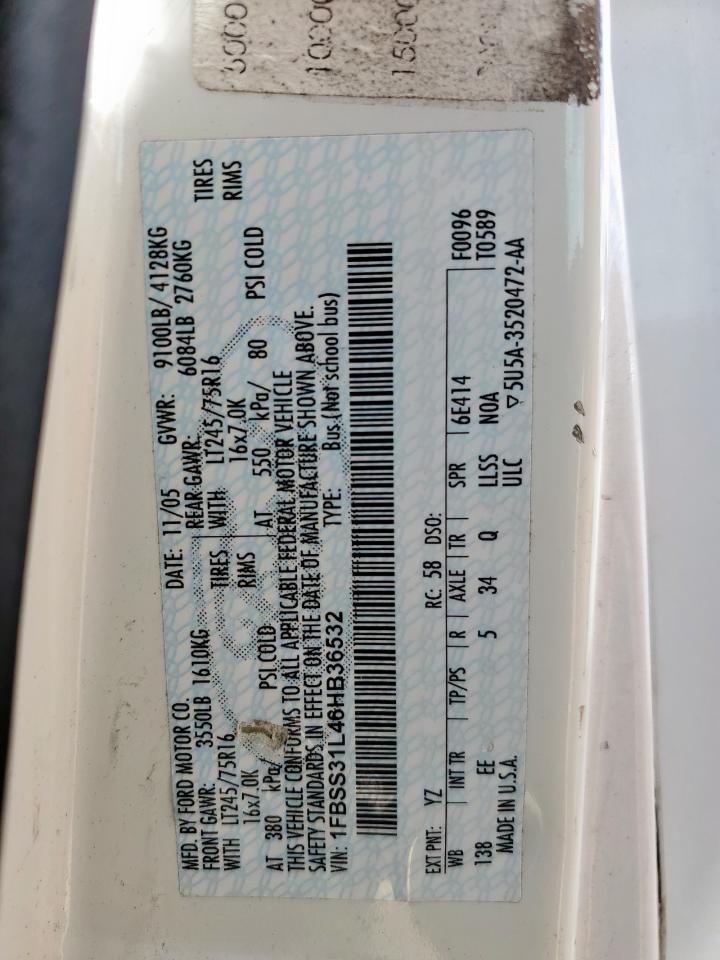 5000
10000
15000
MFD. BY FORD MOTOR CO. DATE: 11/05 GVWR: 9100LB/ 4128KG
FRONT GAWR: 3550LB 1610KG REAR GAWR: 6084LB 2760KG
WITH LT245/75R16 TIRES WITH LT245/75R16 TIRES
16x7.0K RIMS 16x7.0K RIMS
AT 380 kPa/ PSI COLD AT 550 kPa/ 80 PSI COLD
THIS VEHICLE CONFORMS TO ALL APPLICABLE FEDERAL MOTOR VEHICLE
SAFETY STANDARDS IN EFFECT ON THE DATE OF MANUFACTURE SHOWN ABOVE.
VIN: 1FBSS31L46HB36532 TYPE: Bus (Not school bus)
EXT PNT: YZ RC: 58 DSO: F0096
WB INT TR TP/PS R AXLE TR SPR 6E414 T0589
138 EE 5 34 Q LLSS N0A
MADE IN U.S.A. ULC ▽5U5A-3520472-AA